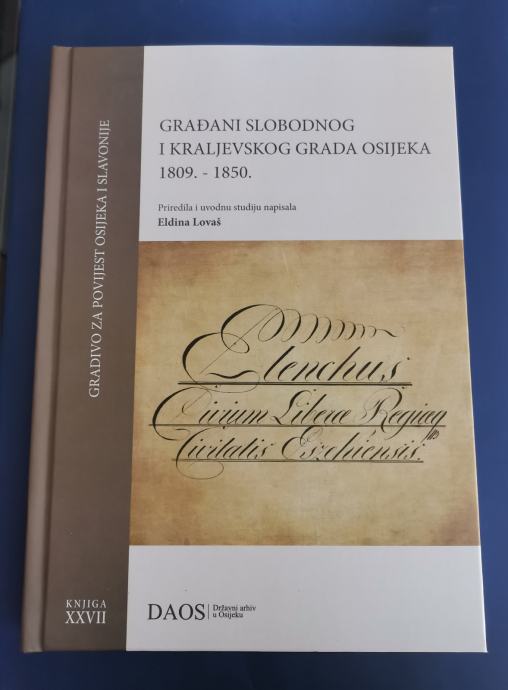 GRAĐANI SLOBODNOG
I KRALJEVSKOG GRADA OSIJEKA
1809. - 1850.
Priredila i uvodnu studiju napisala
Eldina Lovaš
GRADIVO ZA POVIJEST OSIJEKA I SLAVONIJE
Elenchus
Civium Liberæ Regiæq
Civitatis Eszekiensis.
KNJIGA
XXVII
DAOS
Državni arhiv
u Osijeku